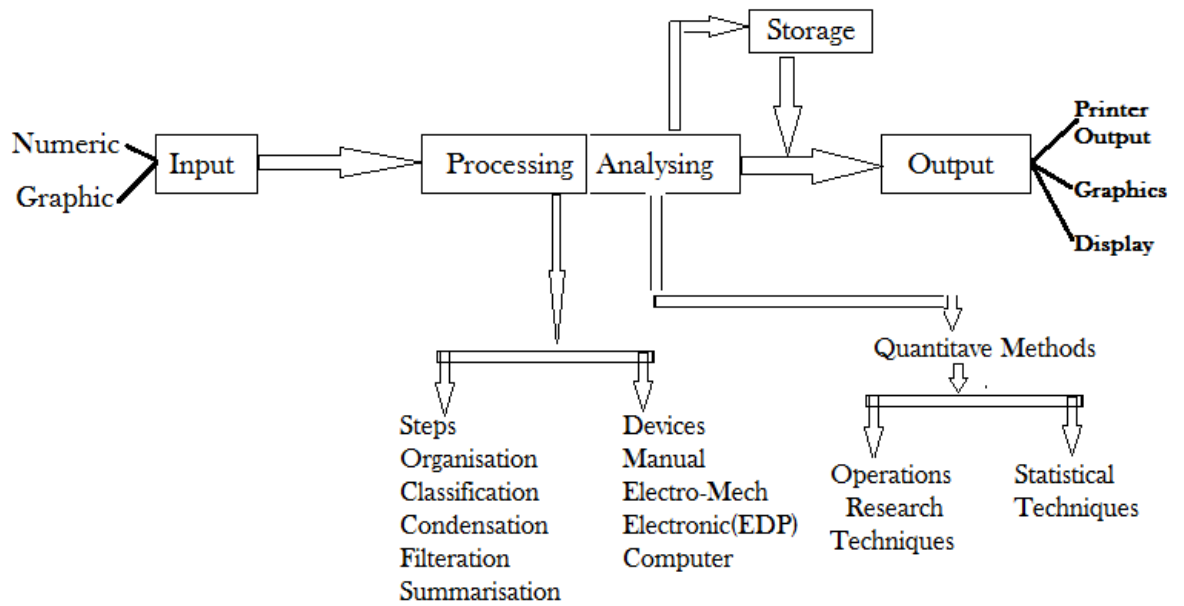 Storage
Numeric
Graphic
Input
Processing
Analysing
Output
Printer
Output
Graphics
Display
Quantitave Methods
Steps
Organisation
Classification
Condensation
Filteration
Summarisation
Devices
Manual
Electro-Mech
Electronic(EDP)
Computer
Operations
Research
Techniques
Statistical
Techniques